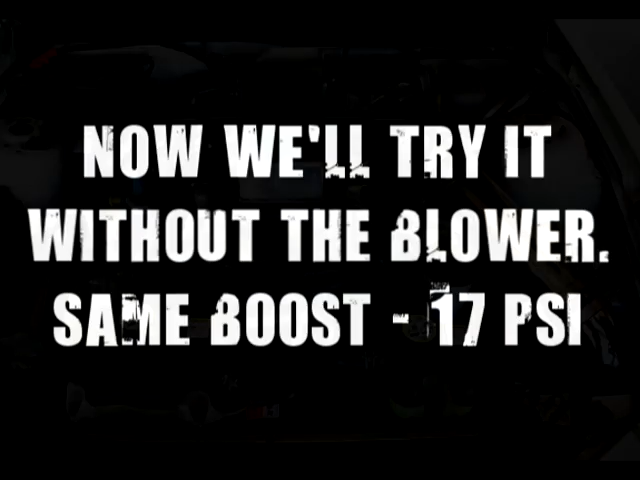 NOW WE'LL TRY IT
WITHOUT THE BLOWER.
SAME BOOST - 17 PSI